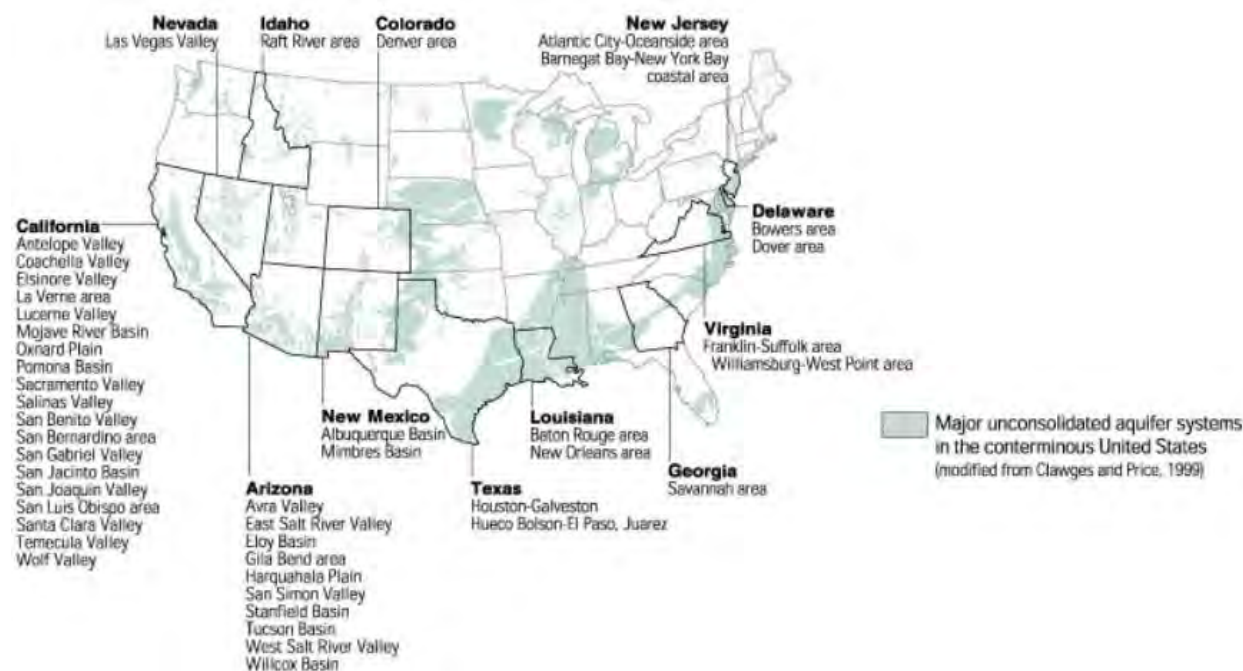 Nevada
Las Vegas Valley
Idaho
Raft River area
Colorado
Denver area
New Jersey
Atlantic City-Oceanside area
Barnegat Bay-New York Bay
coastal area
California
Antelope Valley
Coachella Valley
Elsinore Valley
La Verne area
Lucerne Valley
Mojave River Basin
Oxnard Plain
Pomona Basin
Sacramento Valley
Salinas Valley
San Benito Valley
San Bernardino area
San Gabriel Valley
San Jacinto Basin
San Joaquin Valley
San Luis Obispo area
Santa Clara Valley
Temecula Valley
Wolf Valley
Arizona
Avra Valley
East Salt River Valley
Eloy Basin
Gila Bend area
Harquahala Plain
San Simon Valley
Stanfield Basin
Tucson Basin
West Salt River Valley
Willcox Basin
New Mexico
Albuquerque Basin
Mimbres Basin
Texas
Houston-Galveston
Hueco Bolson-El Paso, Juarez
Louisiana
Baton Rouge area
New Orleans area
Georgia
Savannah area
Virginia
Franklin-Suffolk area
Williamsburg-West Point area
Delaware
Bowers area
Dover area
Major unconsolidated aquifer systems
in the conterminous United States
(modified from Clawges and Price, 1999)